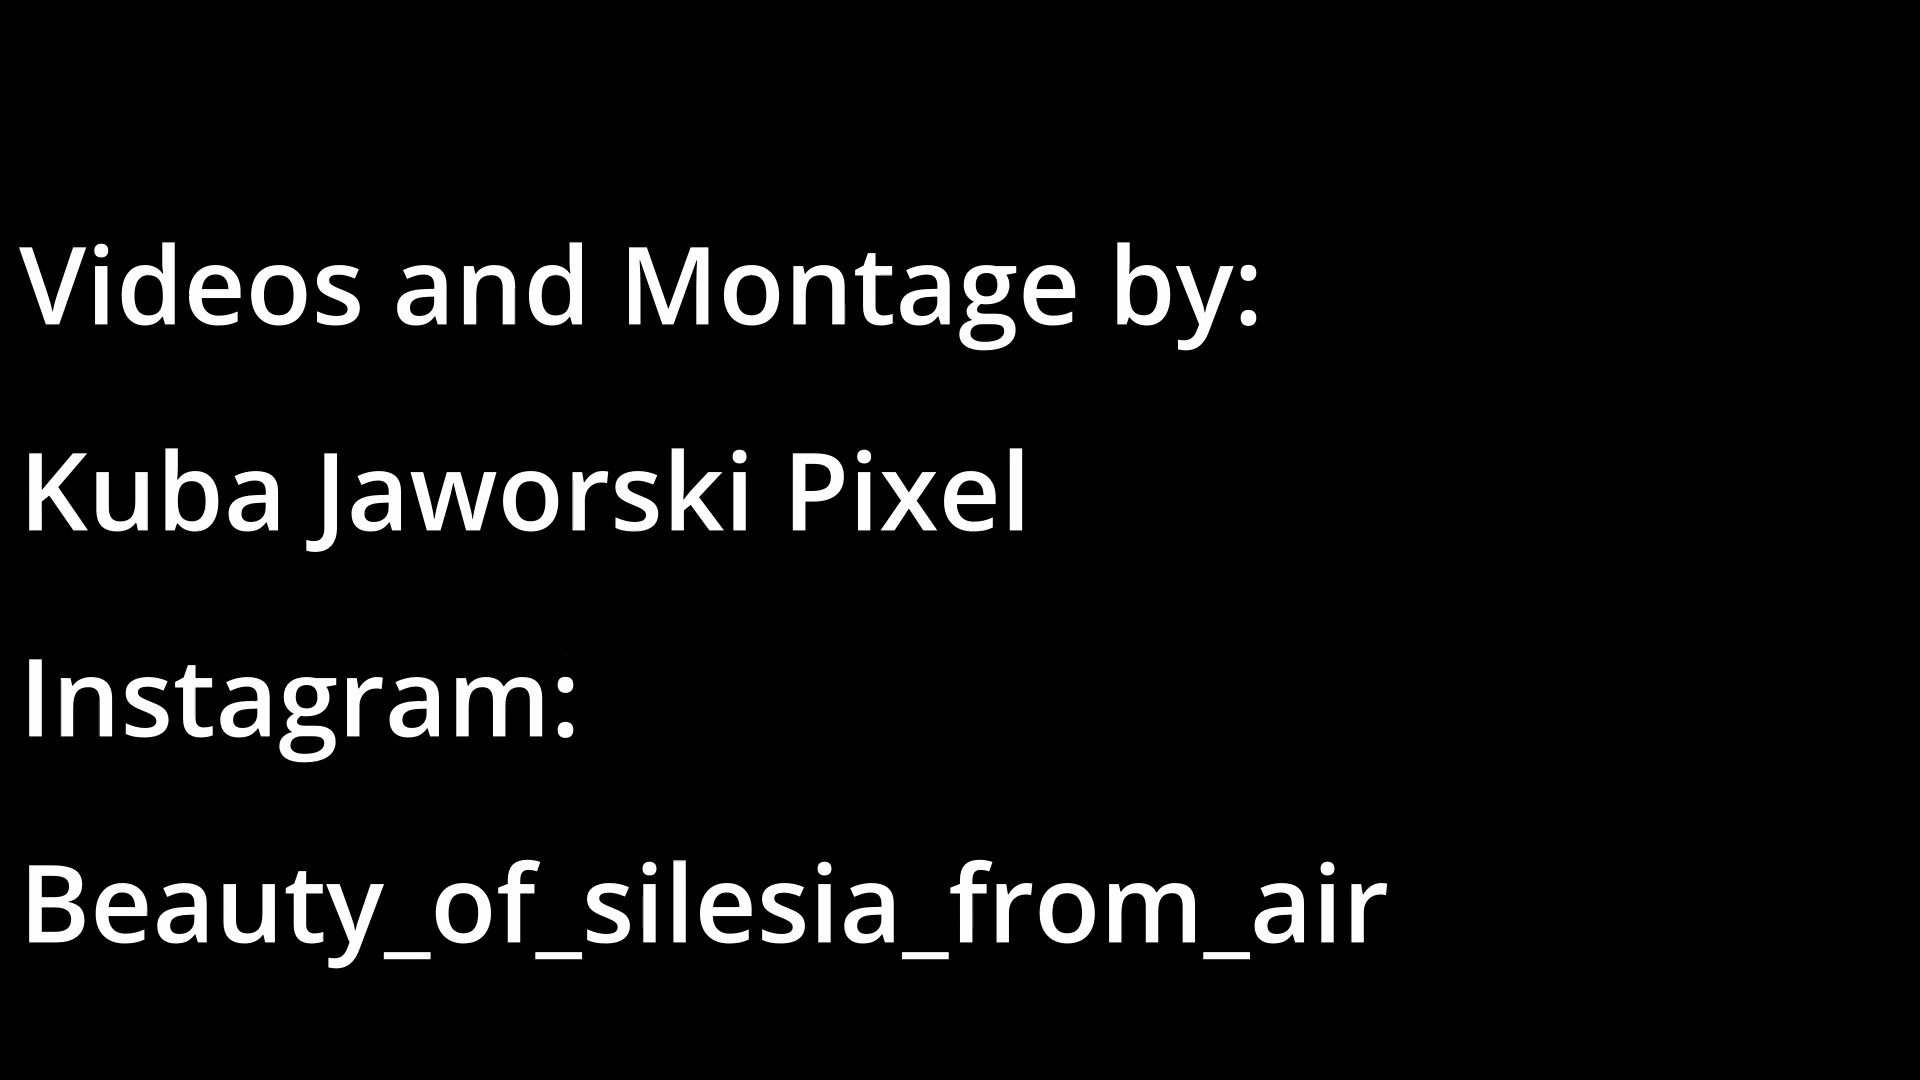 Videos and Montage by:
Kuba Jaworski Pixel
Instagram:
Beauty_of_silesia_from_air